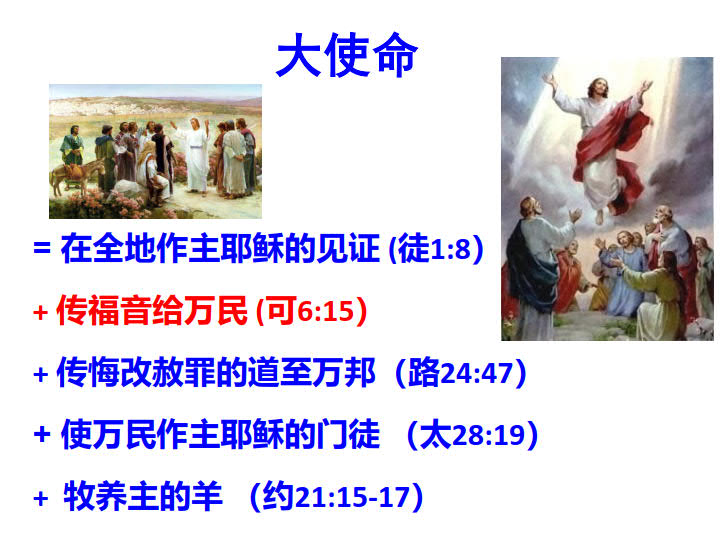 大使命
= 在全地作主耶稣的见证 (徒1:8）
+ 传福音给万民 (可6:15）
+ 传悔改赦罪的道至万邦（路24:47）
+ 使万民作主耶稣的门徒 （太28:19）
+ 牧养主的羊 （约21:15-17）